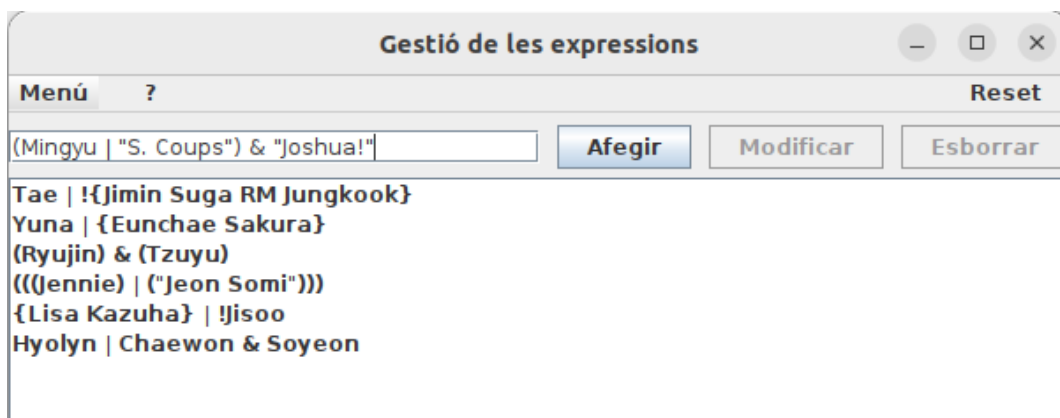 Gestió de les expressions
Menú ? Reset
(Mingyu | "S. Coups") & "Joshua!" Afegir Modificar Esborrar
Tae | !{Jimin Suga RM Jungkook}
Yuna | {Eunchae Sakura}
(Ryujin) & (Tzuyu)
(((Jennie) | ("Jeon Somi")))
{Lisa Kazuha} | !Jisoo
Hyolyn | Chaewon & Soyeon